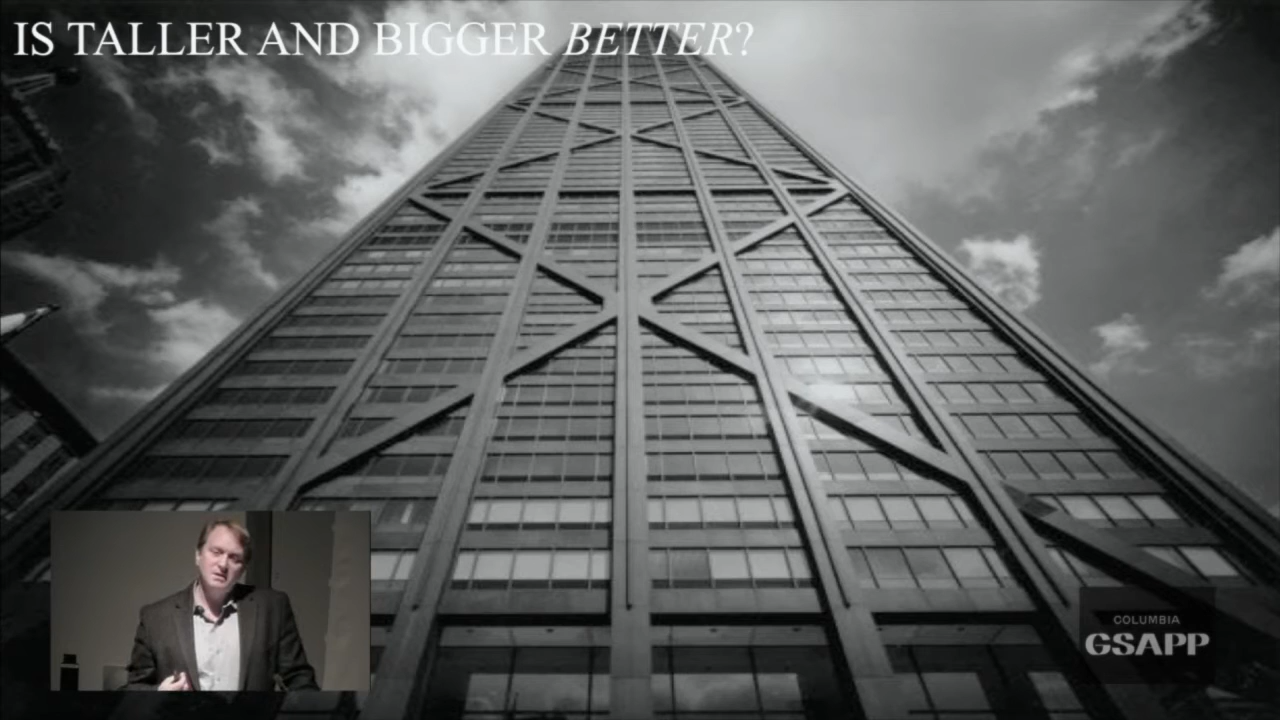 IS TALLER AND BIGGER BETTER?
COLUMBIA
GSAPP